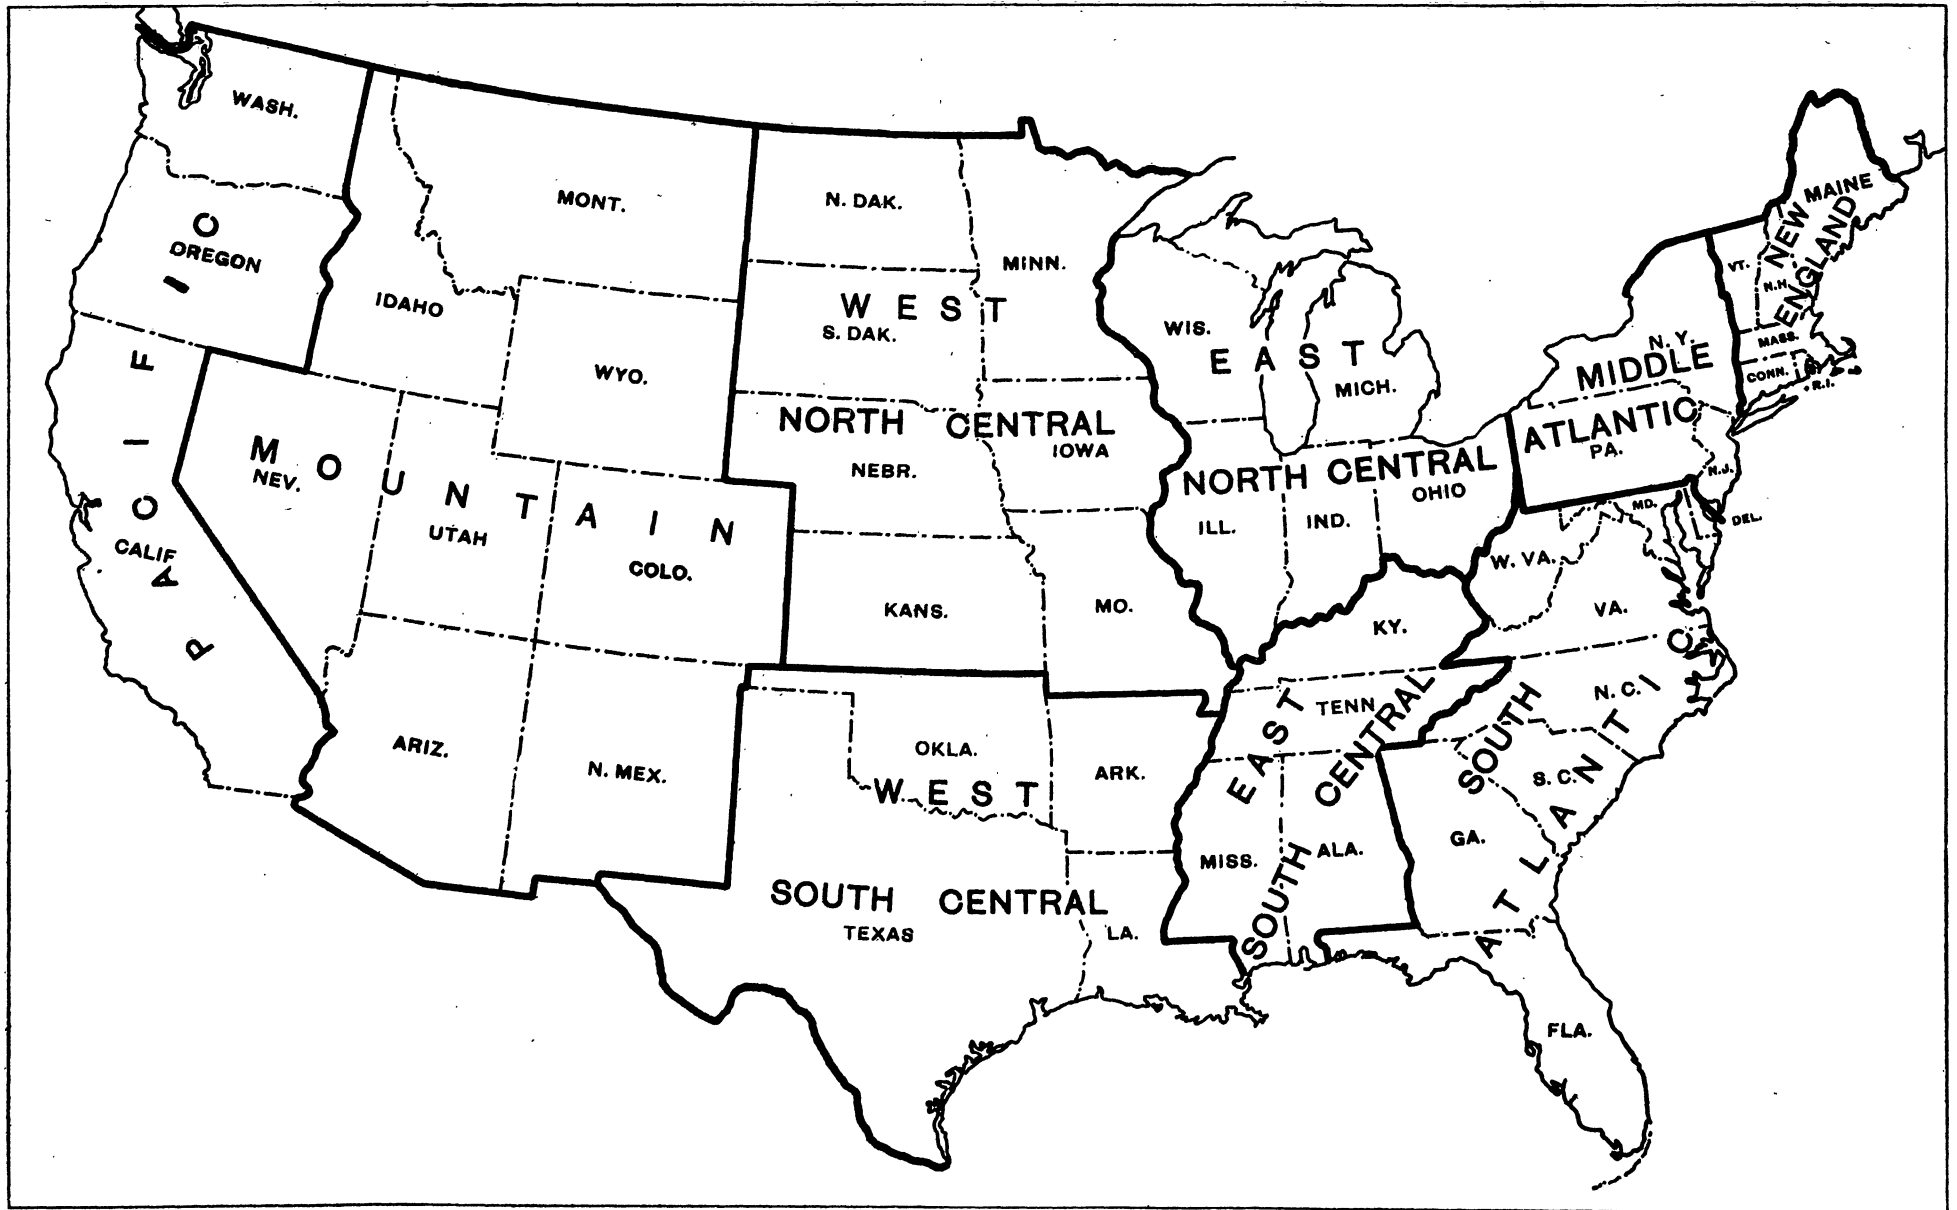 PACIFIC
WASH.
OREGON
CALIF
MOUNTAIN
MONT.
IDAHO
WYO.
NEV.
UTAH
COLO.
ARIZ.
N. MEX.
WEST
NORTH CENTRAL
N. DAK.
MINN.
S. DAK.
IOWA
NEBR.
KANS.
MO.
WEST
SOUTH CENTRAL
OKLA.
ARK.
TEXAS
LA.
EAST
NORTH CENTRAL
WIS.
MICH.
ILL.
IND.
OHIO
EAST
SOUTH CENTRAL
KY.
TENN.
MISS.
ALA.
SOUTH
ATLANTIC
MD.
DEL.
W. VA.
VA.
N. C.
S. C.
GA.
FLA.
MIDDLE
ATLANTIC
N. Y.
PA.
N.J.
NEW
ENGLAND
MAINE
VT.
N.H.
MASS.
CONN.
R.I.